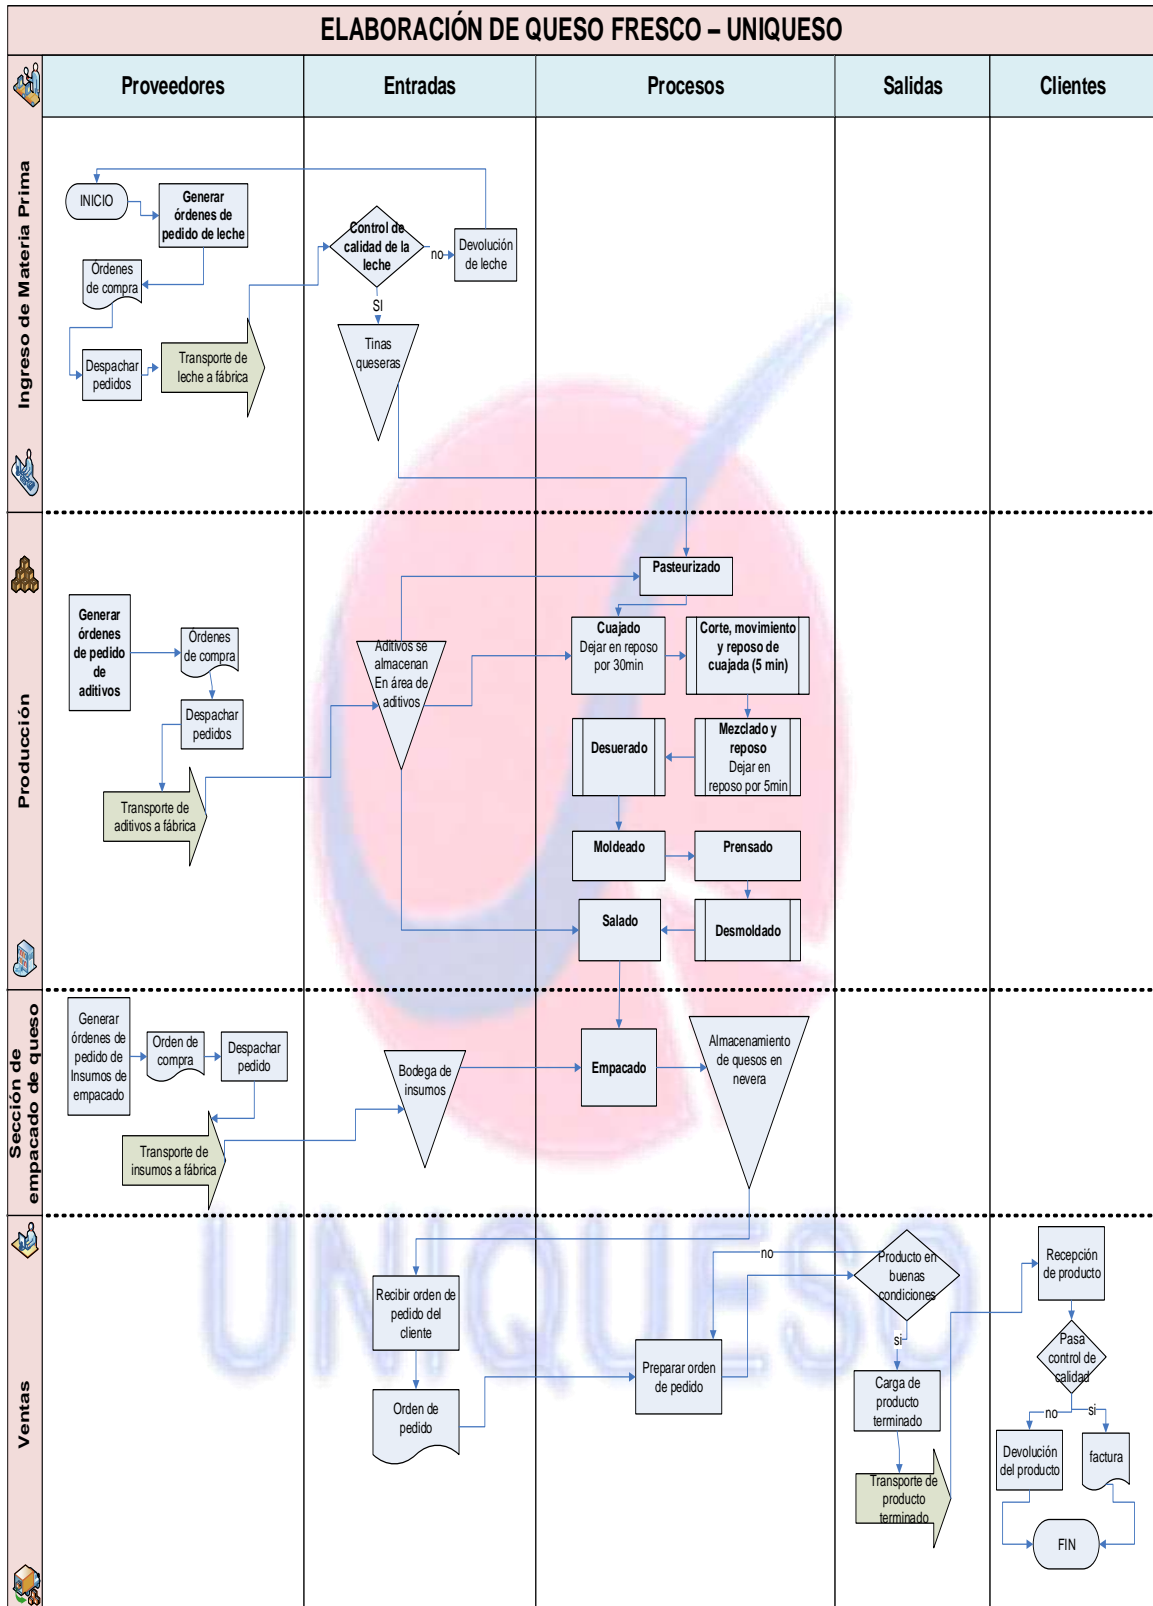 ELABORACIÓN DE QUESO FRESCO – UNIQUESO
Proveedores
Entradas
Procesos
Salidas
Clientes
Ingreso de Materia Prima
INICIO
Generar
órdenes de
pedido de leche
Órdenes
de compra
Despachar
pedidos
Transporte de
leche a fábrica
Control de
calidad de la
leche
no
Devolución
de leche
SI
Tinas
queseras
Producción
Generar
órdenes de
pedido de
aditivos
Órdenes
de compra
Despachar
pedidos
Transporte de
aditivos a fábrica
Aditivos se
almacenan
En área de
aditivos
Pasteurizado
Cuajado
Dejar en reposo
por 30min
Corte, movimiento
y reposo de
cuajada (5 min)
Desuerado
Mezclado y
reposo
Dejar en
reposo por 5min
Moldeado
Prensado
Salado
Desmoldado
Sección de
empacado de queso
Generar
órdenes de
pedido de
Insumos de
empacado
Orden de
compra
Despachar
pedido
Transporte de
insumos a fábrica
Bodega de
insumos
Empacado
Almacenamiento
de quesos en
nevera
UNIQUESO
Ventas
Recibir orden de
pedido del
cliente
Orden de
pedido
Preparar orden
de pedido
no
Producto en
buenas
condiciones
si
Carga de
producto
terminado
Transporte de
producto
terminado
Recepción
de producto
Pasa
control de
calidad
no
si
Devolución
del producto
factura
FIN